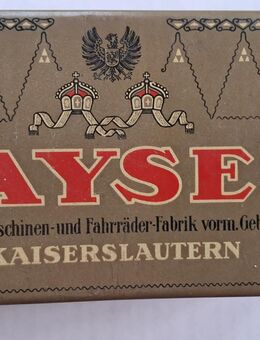 AYSE
schinen-und Fahrräder-Fabrik vorm. Geb
KAISERSLAUTERN